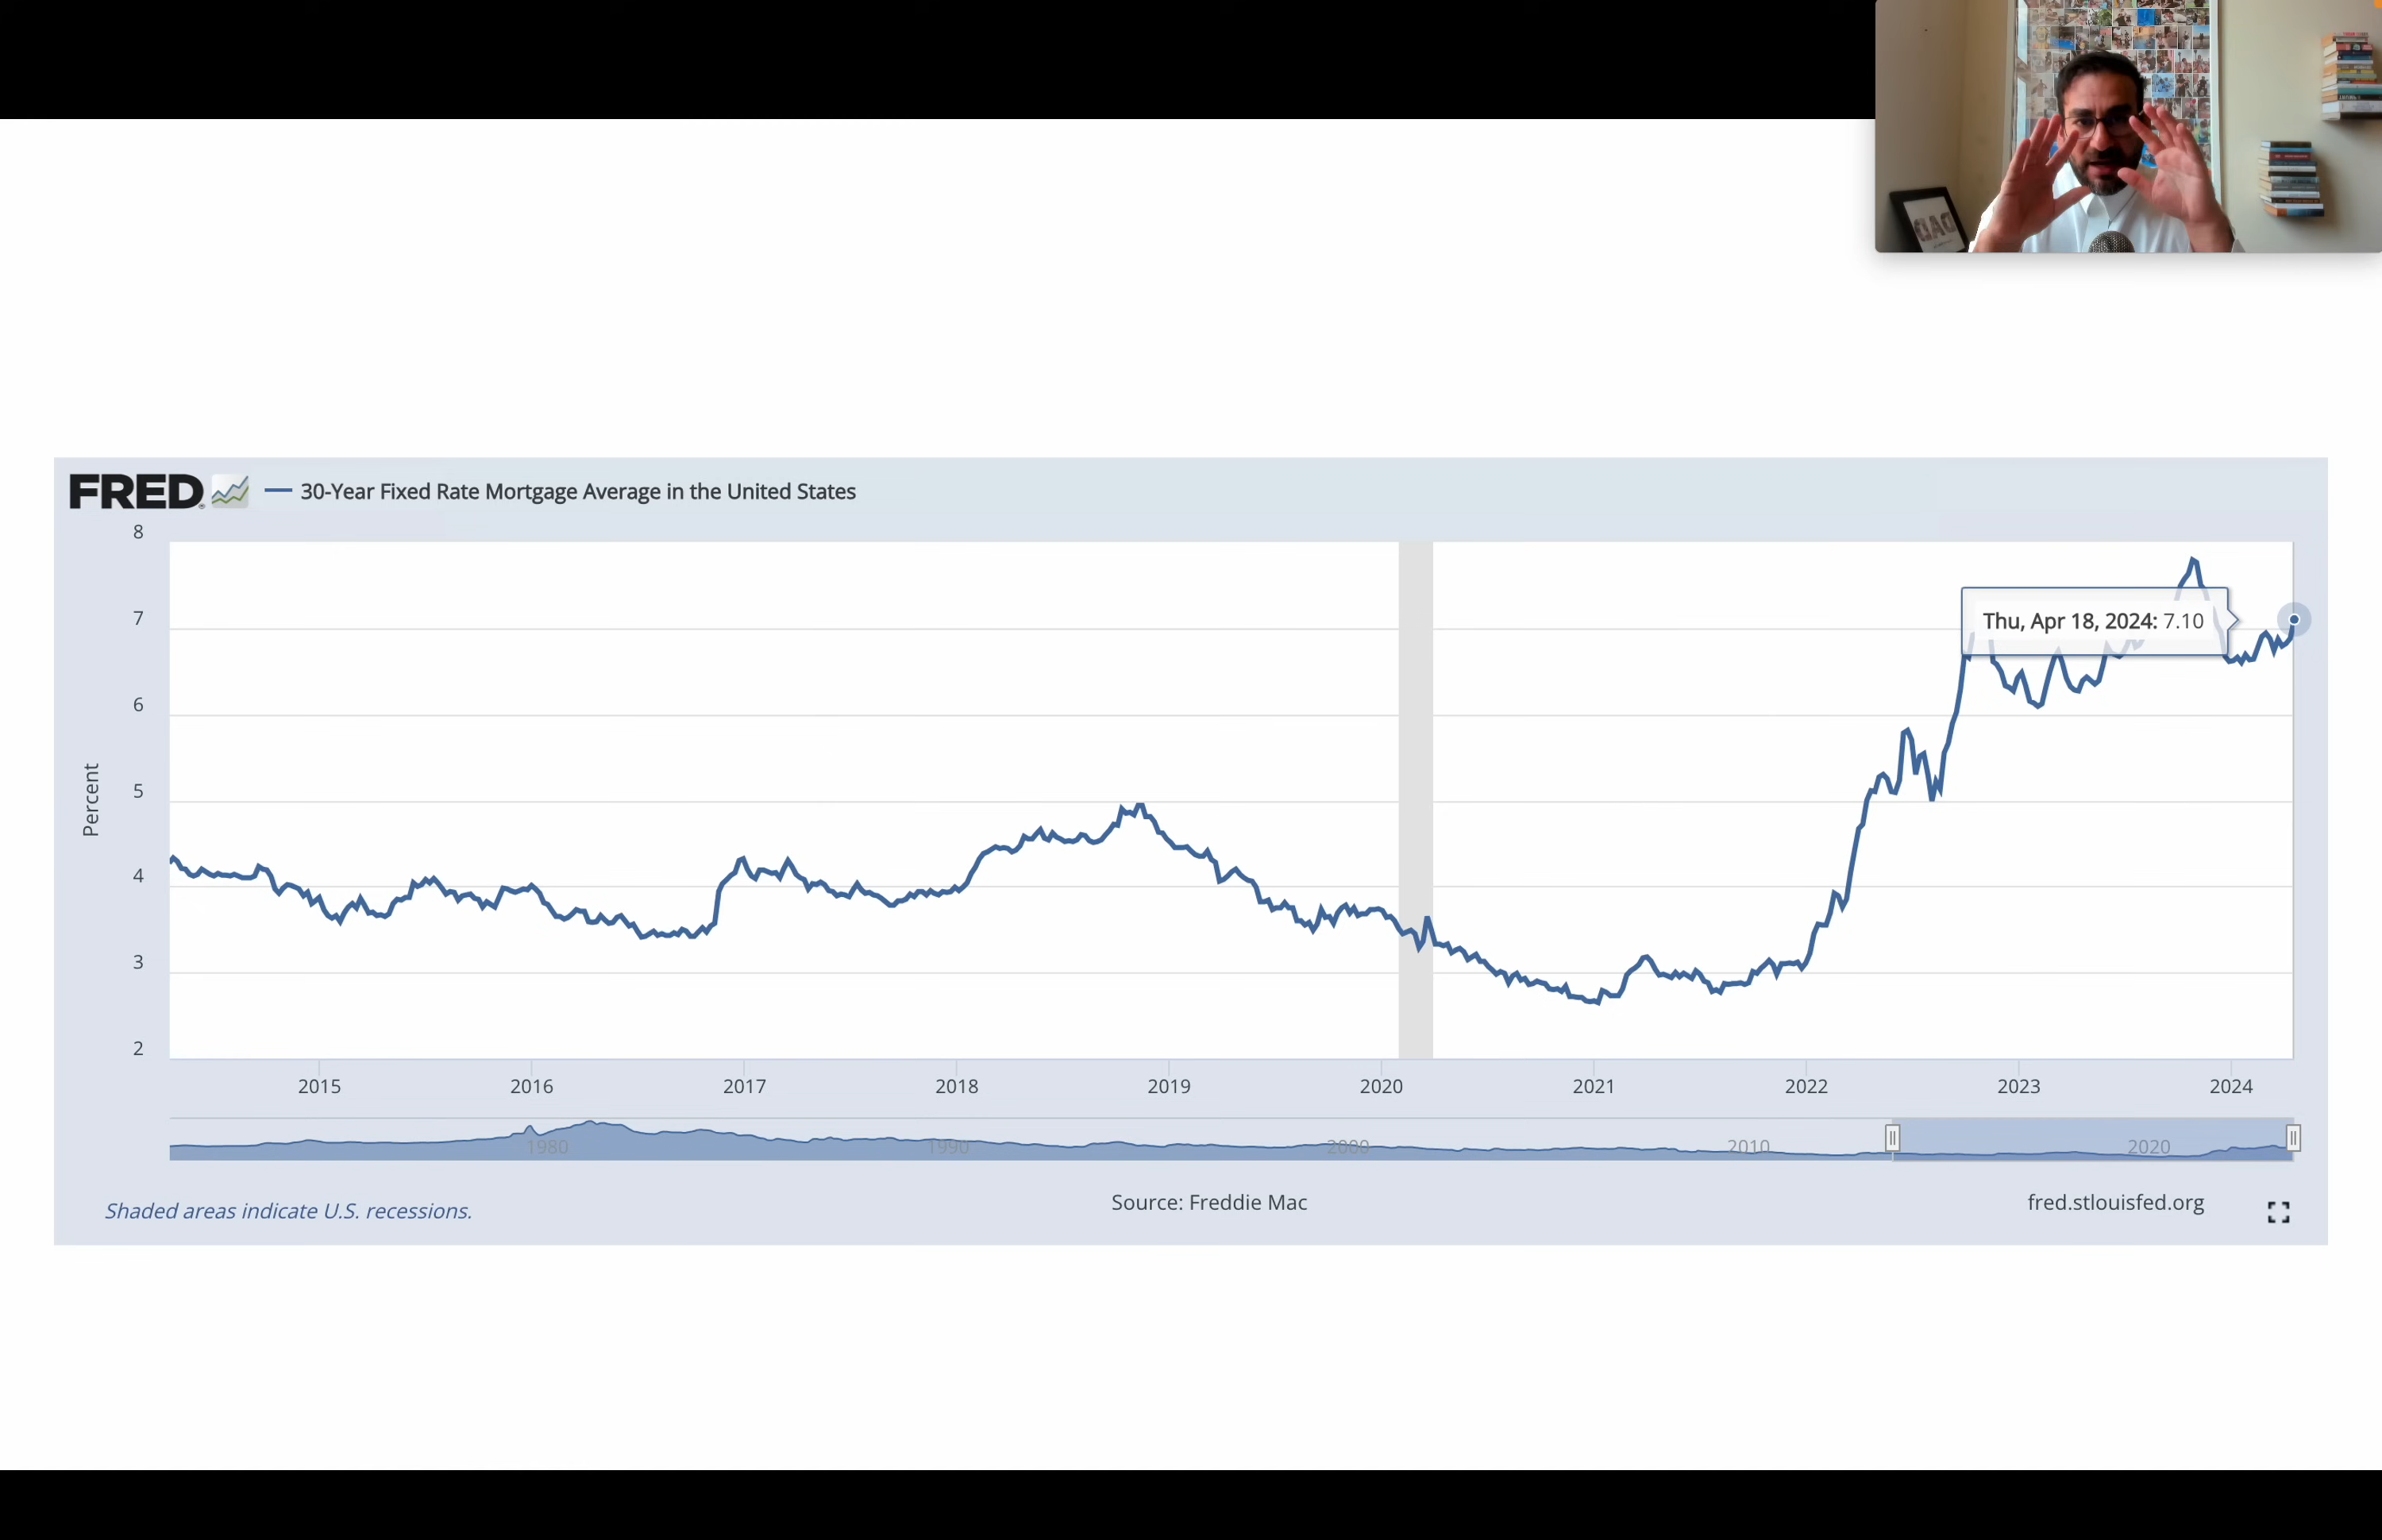 DAD
FRED
30-Year Fixed Rate Mortgage Average in the United States
8
7
Thu, Apr 18, 2024: 7.10
6
5
4
3
2
Percent
2015 2016 2017 2018 2019 2020 2021 2022 2023 2024
1980 1990 2000 2010 2020
Shaded areas indicate U.S. recessions.
Source: Freddie Mac
fred.stlouisfed.org